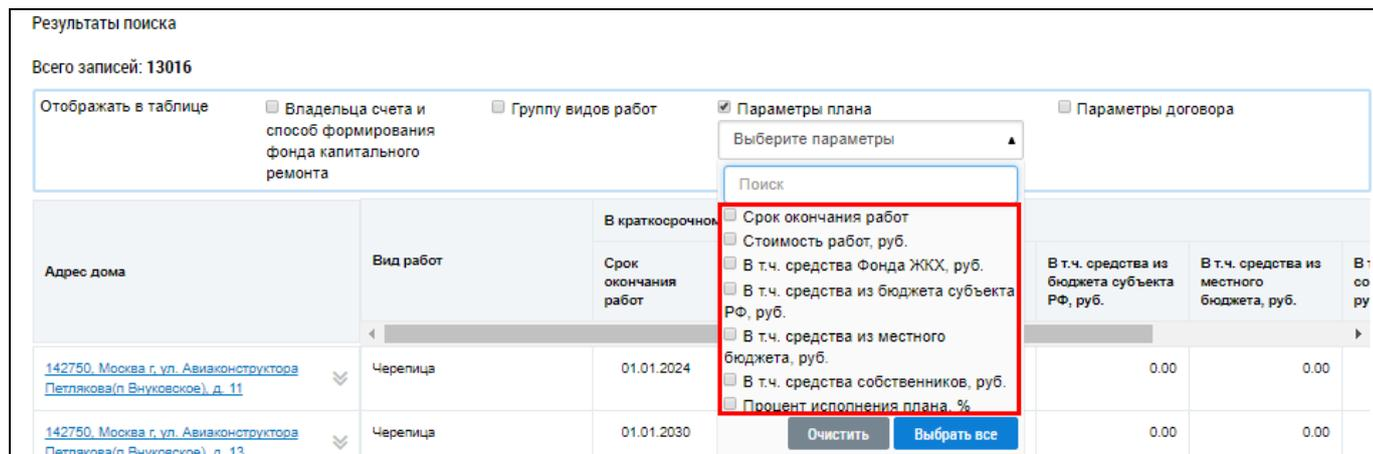 Результаты поиска
Всего записей: 13016
Отображать в таблице
Владельца счета и
способ формирования
фонда капитального
ремонта
Группу видов работ
Параметры плана
Параметры договора
Выберите параметры
Поиск
Срок окончания работ
Стоимость работ, руб.
В т.ч. средства Фонда ЖКХ, руб.
В т.ч. средства из бюджета субъекта
РФ, руб.
В т.ч. средства из местного
бюджета, руб.
В т.ч. средства собственников, руб.
Процент исполнения плана, %
Очистить
Выбрать все
Адрес дома
Вид работ
В краткосрочном
Срок
окончания
работ
В т.ч. средства из
бюджета субъекта
РФ, руб.
В т.ч. средства из
местного
бюджета, руб.
142750, Москва г, ул. Авиаконструктора
Петлякова(п Внуковское), д. 11
Черепица
01.01.2024
0.00
0.00
142750, Москва г, ул. Авиаконструктора
Петлякова(п Внуковское), д. 13
Черепица
01.01.2030
0.00
0.00